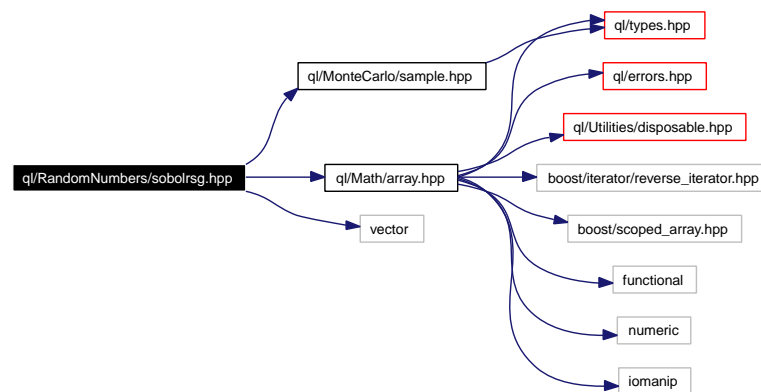 ql/types.hpp
ql/MonteCarlo/sample.hpp
ql/errors.hpp
ql/Utilities/disposable.hpp
ql/RandomNumbers/sobolrsg.hpp
ql/Math/array.hpp
boost/iterator/reverse_iterator.hpp
vector
boost/scoped_array.hpp
functional
numeric
iomanip